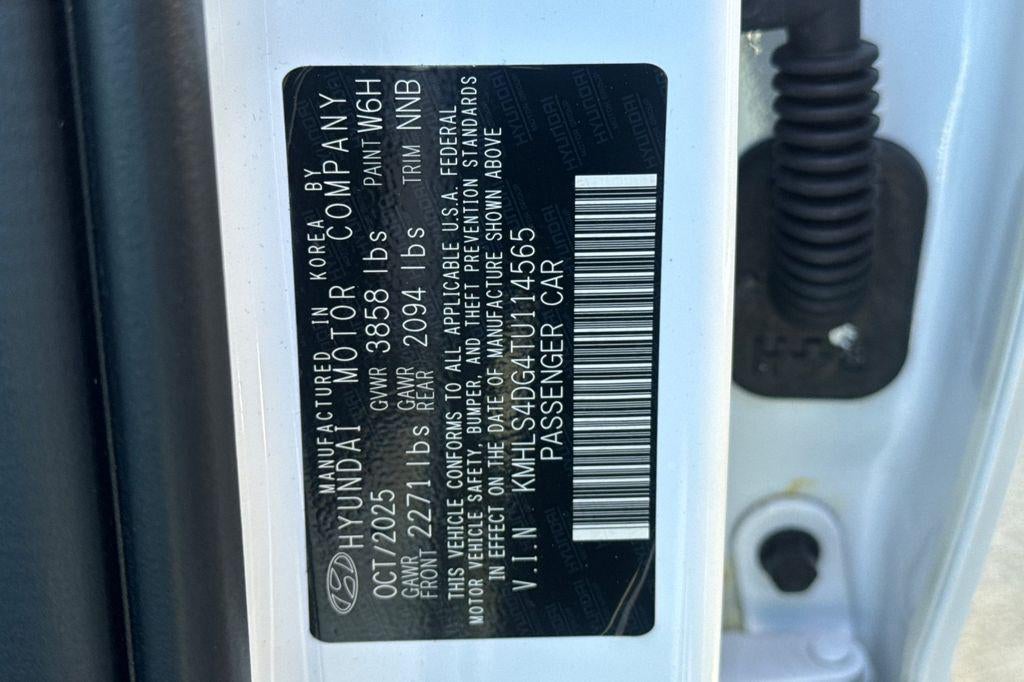 MANUFACTURED IN KOREA BY
HYUNDAI MOTOR COMPANY
OCT/2025 GVWR 3858 lbs PAINT W6H
GAWR FRONT 2271 lbs GAWR REAR 2094 lbs TRIM NNB
THIS VEHICLE CONFORMS TO ALL APPLICABLE U.S.A. FEDERAL
MOTOR VEHICLE SAFETY, BUMPER, AND THEFT PREVENTION STANDARDS
IN EFFECT ON THE DATE OF MANUFACTURE SHOWN ABOVE
V.I.N KMHLS4DG4TU114565
PASSENGER CAR